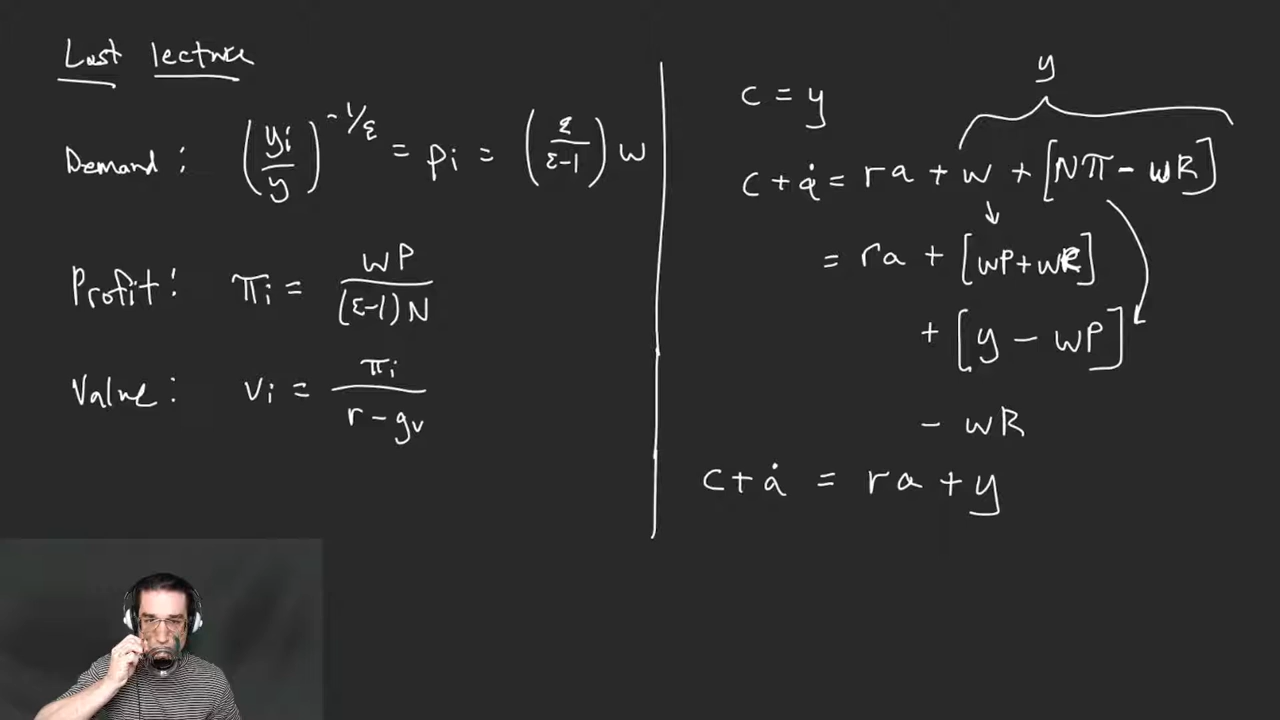 Last lecture
Demand: (yi/y)^(-1/ε) = pi = (ε/(ε-1)) w
Profit: πi = wP/((ε-1)N)
Value: vi = πi/(r - gv)
y
c = y
c + ȧ = ra + w + [Nπ - wR]
= ra + [wP + wR]
+ [y - wP]
- wR
c + ȧ = ra + y